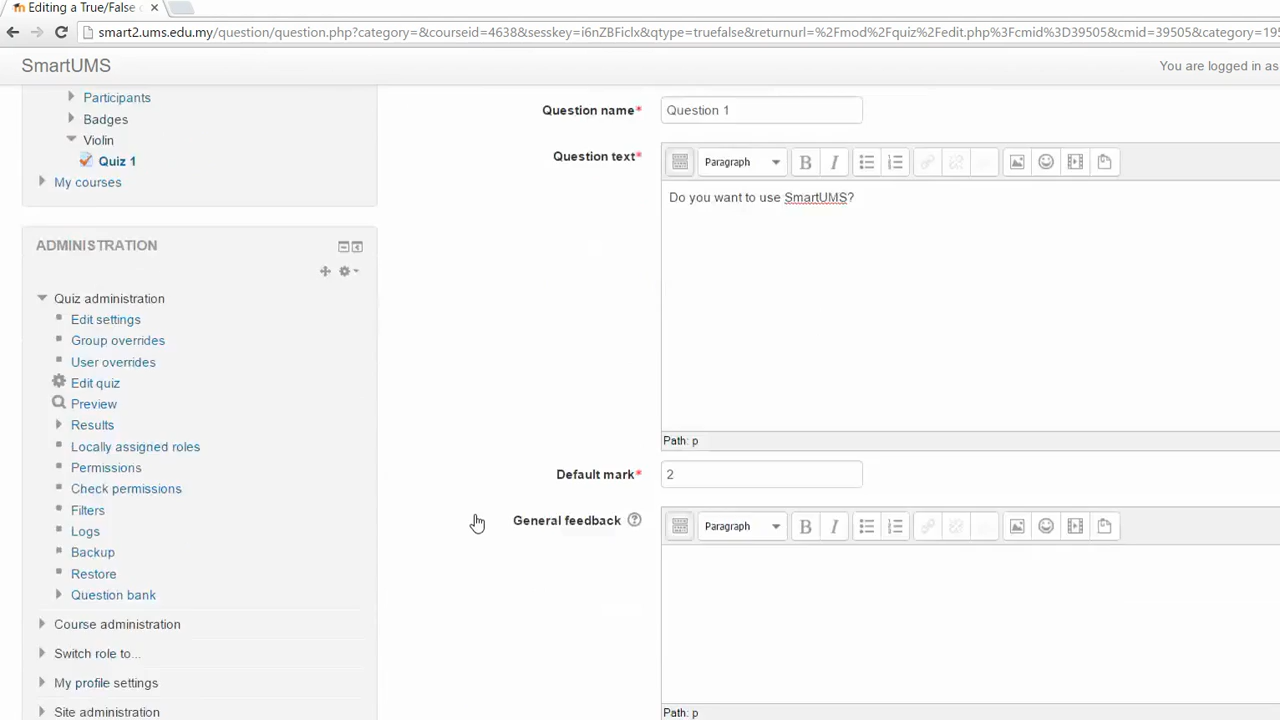 Editing a True/False
smart2.ums.edu.my/question/question.php?category=&courseid=4638&sesskey=i6nZBFicIx&qtype=truefalse&returnurl=%2Fmod%2Fquiz%2Fedit.php%3Fcmid%3D39505&cmid=39505&category=195
SmartUMS
You are logged in as
Participants
Badges
Violin
Quiz 1
My courses
ADMINISTRATION
Quiz administration
Edit settings
Group overrides
User overrides
Edit quiz
Preview
Results
Locally assigned roles
Permissions
Check permissions
Filters
Logs
Backup
Restore
Question bank
Course administration
Switch role to...
My profile settings
Site administration
Question name*
Question 1
Question text*
Paragraph
B I
Do you want to use SmartUMS?
Path: p
Default mark*
2
General feedback
Paragraph
B I
Path: p